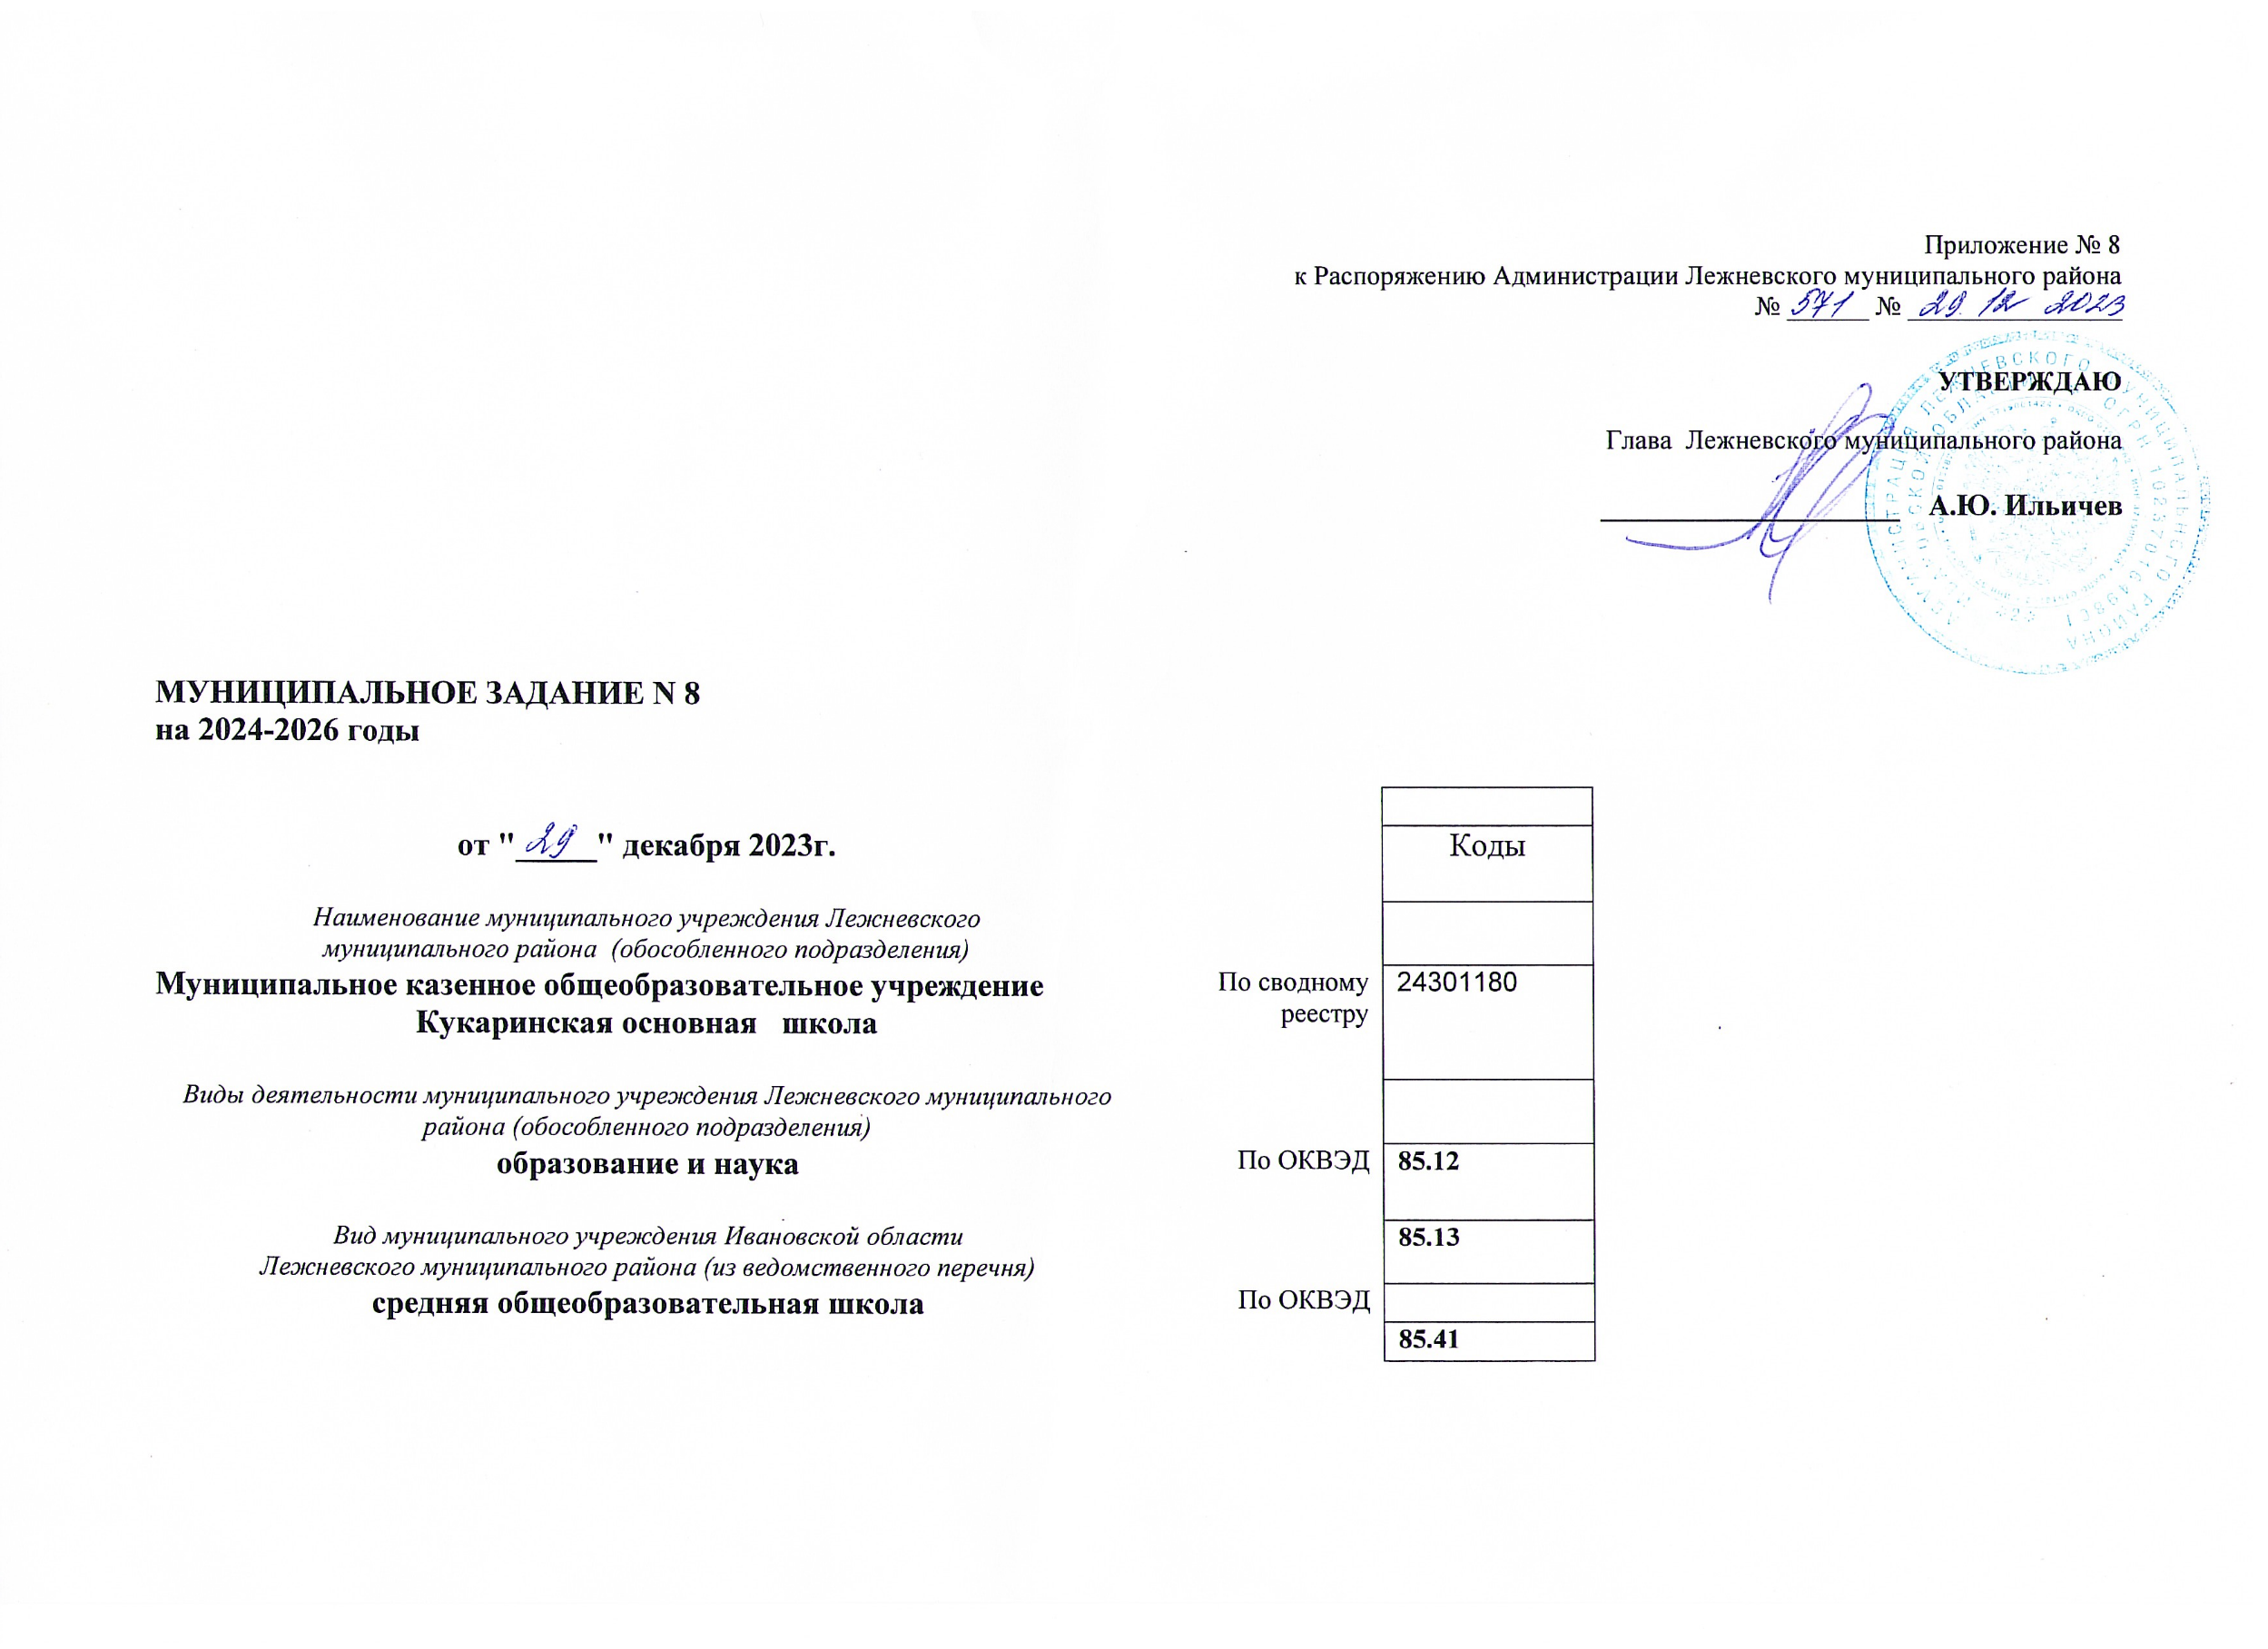 Приложение № 8
к Распоряжению Администрации Лежневского муниципального района
№ 571 № 29. 12 2023
УТВЕРЖДАЮ
Глава Лежневского муниципального района
А.Ю. Ильичев
МУНИЦИПАЛЬНОЕ ЗАДАНИЕ N 8
на 2024-2026 годы
от "29" декабря 2023г.
Коды
Наименование муниципального учреждения Лежневского
муниципального района (обособленного подразделения)
Муниципальное казенное общеобразовательное учреждение
Кукаринская основная школа
По сводному
реестру
24301180
Виды деятельности муниципального учреждения Лежневского муниципального
района (обособленного подразделения)
образование и наука
По ОКВЭД 85.12
Вид муниципального учреждения Ивановской области
Лежневского муниципального района (из ведомственного перечня)
средняя общеобразовательная школа
85.13
По ОКВЭД
85.41